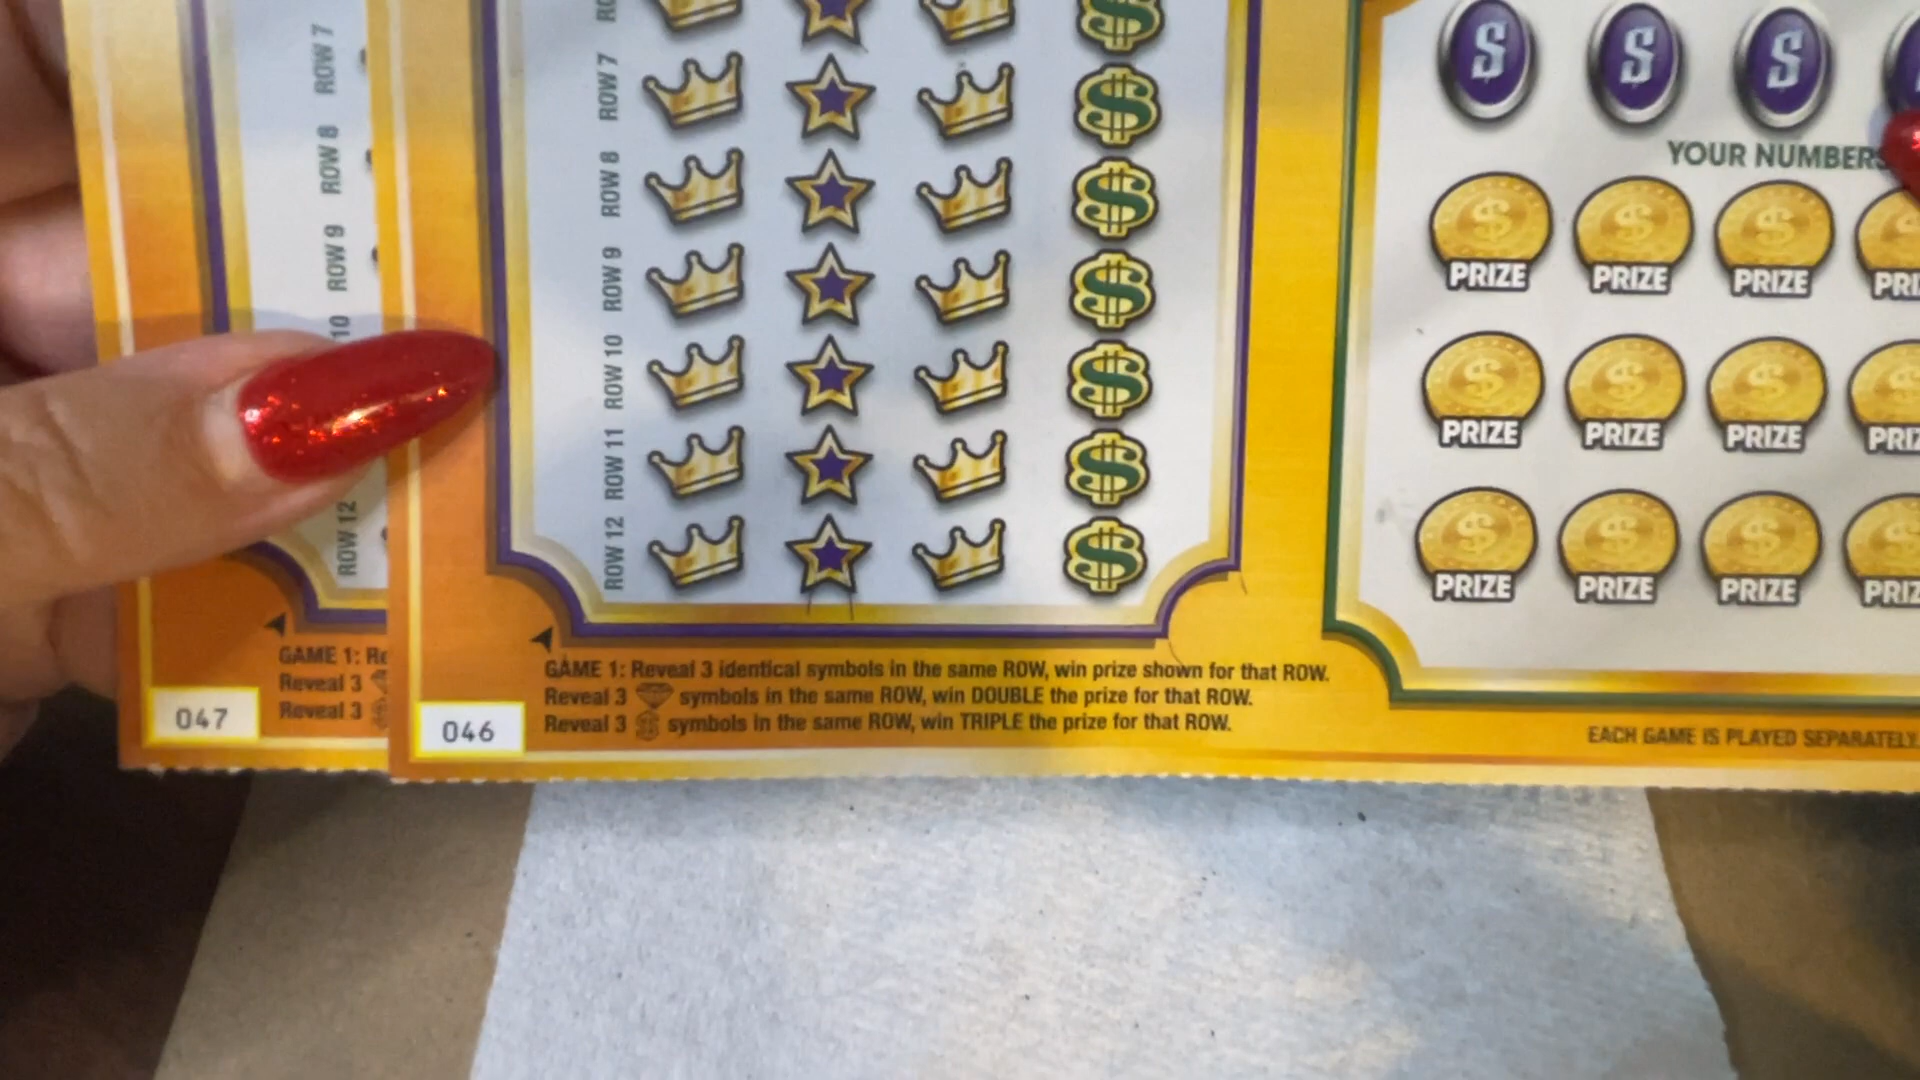 ROW 7
ROW 8
ROW 9
10
ROW 12
GAME 1: Re
Reveal 3
Reveal 3
047
ROW 7
ROW 8
ROW 9
ROW 10
ROW 11
ROW 12
GAME 1: Reveal 3 identical symbols in the same ROW, win prize shown for that ROW.
Reveal 3 symbols in the same ROW, win DOUBLE the prize for that ROW.
Reveal 3 symbols in the same ROW, win TRIPLE the prize for that ROW.
046
YOUR NUMBERS
PRIZE PRIZE PRIZE PRI
PRIZE PRIZE PRIZE PRIZ
PRIZE PRIZE PRIZE PRIZ
EACH GAME IS PLAYED SEPARATELY.